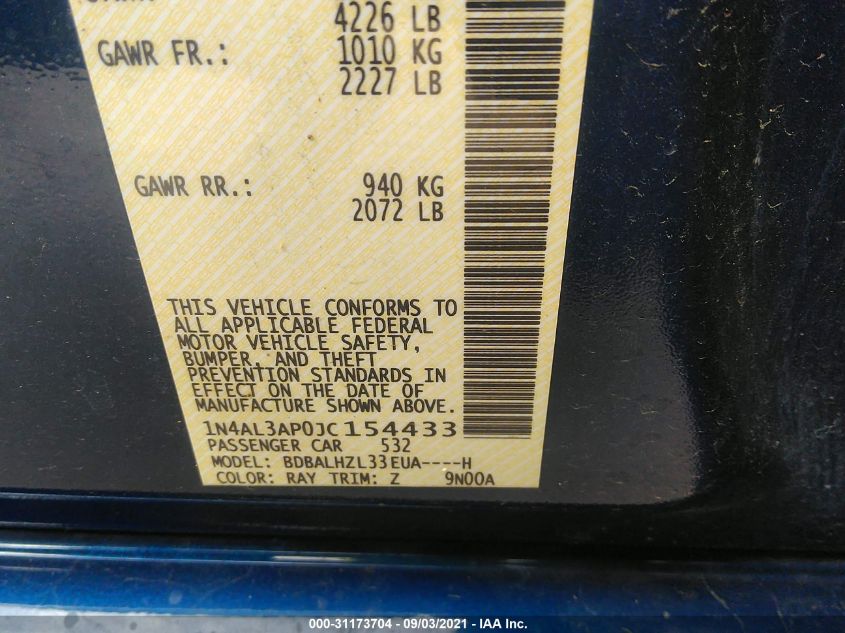 4226 LB
GAWR FR.: 1010 KG
2227 LB
GAWR RR.: 940 KG
2072 LB
THIS VEHICLE CONFORMS TO
ALL APPLICABLE FEDERAL
MOTOR VEHICLE SAFETY,
BUMPER, AND THEFT
PREVENTION STANDARDS IN
EFFECT ON THE DATE OF
MANUFACTURE SHOWN ABOVE.
1N4AL3AP0JC154433
PASSENGER CAR 532
MODEL: BDBALHZL33EUA----H
COLOR: RAY TRIM: Z 9N00A
000-31173704 - 09/03/2021 - IAA Inc.